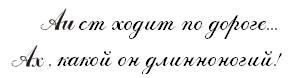 Аист ходит по дороге...
Ах, какой он длинноногий!